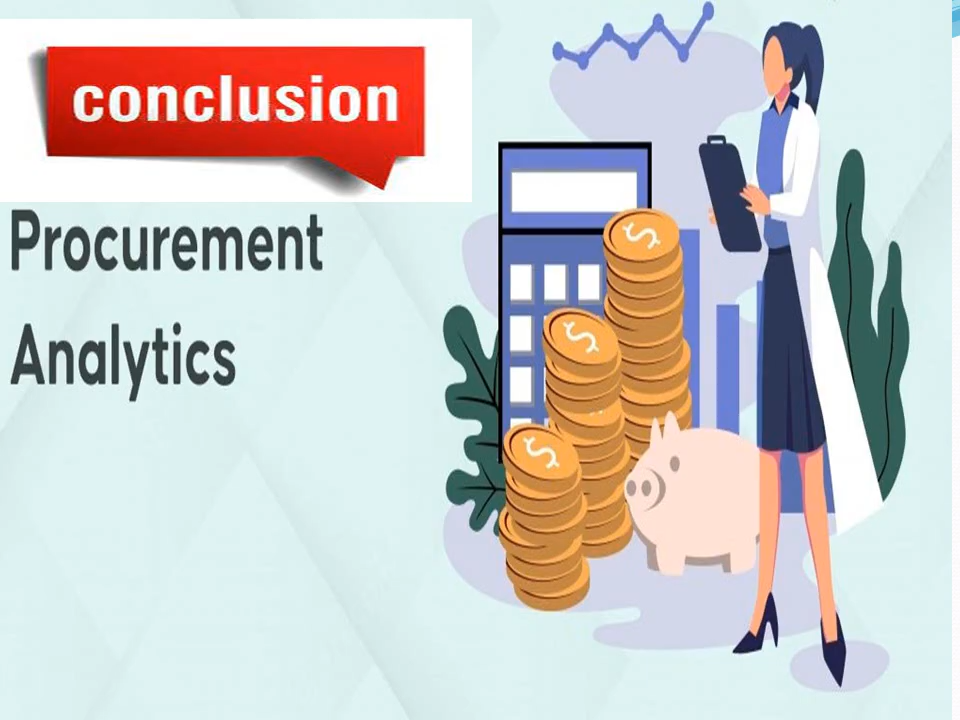 conclusion
Procurement
Analytics
$
$
$